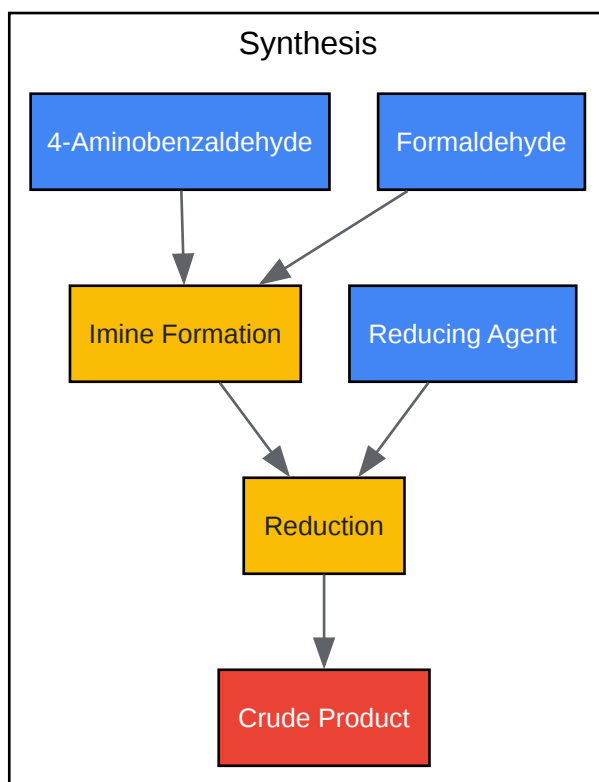 Synthesis
4-Aminobenzaldehyde
Formaldehyde
Imine Formation
Reducing Agent
Reduction
Crude Product